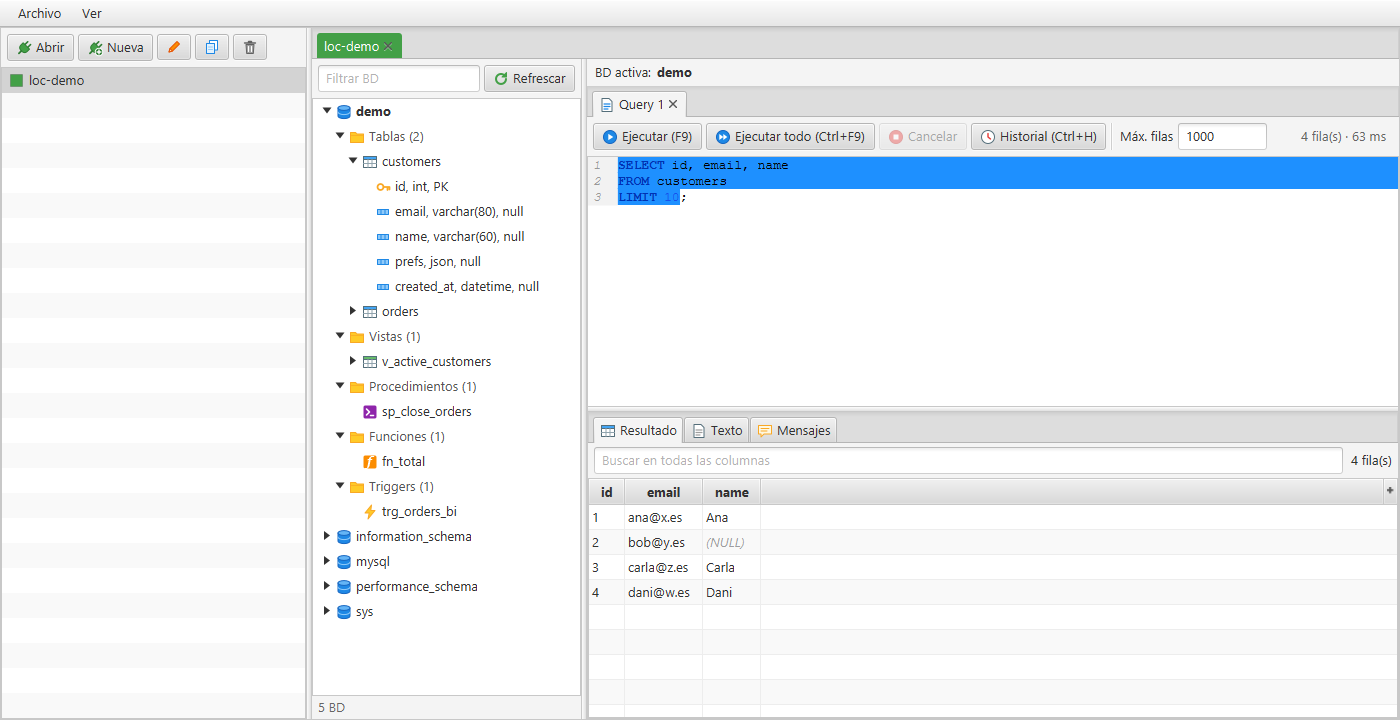 Archivo Ver
Abrir Nueva
loc-demo
loc-demo
Filtrar BD Refrescar
demo
Tablas (2)
customers
id, int, PK
email, varchar(80), null
name, varchar(60), null
prefs, json, null
created_at, datetime, null
orders
Vistas (1)
v_active_customers
Procedimientos (1)
sp_close_orders
Funciones (1)
fn_total
Triggers (1)
trg_orders_bi
information_schema
mysql
performance_schema
sys
5 BD
BD activa: demo
Query 1
Ejecutar (F9) Ejecutar todo (Ctrl+F9) Cancelar Historial (Ctrl+H) Máx. filas 1000 4 fila(s) · 63 ms
1 SELECT id, email, name
2 FROM customers
3 LIMIT 10;
Resultado Texto Mensajes
Buscar en todas las columnas 4 fila(s)
id email name +
1 ana@x.es Ana
2 bob@y.es (NULL)
3 carla@z.es Carla
4 dani@w.es Dani